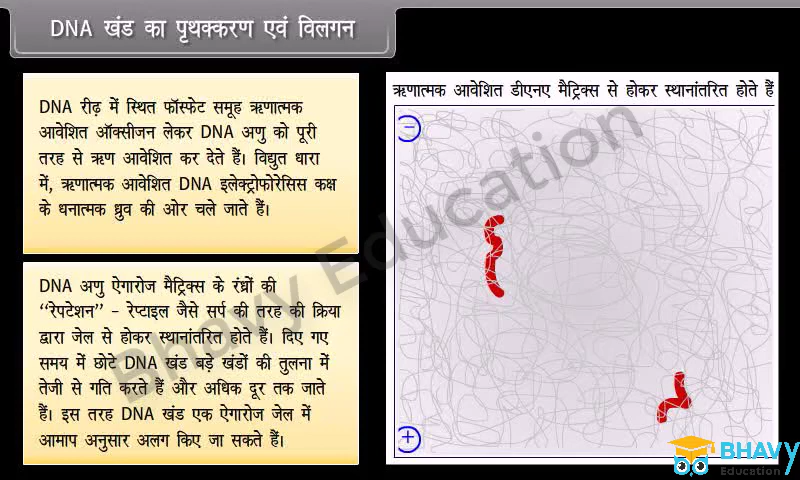 DNA खंड का पृथक्करण एवं विलगन
DNA रीढ़ में स्थित फॉस्फेट समूह ऋणात्मक
आवेशित ऑक्सीजन लेकर DNA अणु को पूरी
तरह से ऋण आवेशित कर देते हैं। विद्युत धारा
में, ऋणात्मक आवेशित DNA इलेक्ट्रोफोरेसिस कक्ष
के धनात्मक ध्रुव की ओर चले जाते हैं।
DNA अणु ऐगारोज मैट्रिक्स के रंध्रों की
“रेपटेशन” - रेप्टाइल जैसे सर्प की तरह की क्रिया
द्वारा जेल से होकर स्थानांतरित होते हैं। दिए गए
समय में छोटे DNA खंड बड़े खंडों की तुलना में
तेजी से गति करते हैं और अधिक दूर तक जाते
हैं। इस तरह DNA खंड एक ऐगारोज जेल में
आमाप अनुसार अलग किए जा सकते हैं।
ऋणात्मक आवेशित डीएनए मैट्रिक्स से होकर स्थानांतरित होते हैं
−
+
Bhavy Education
BHAVY
Education